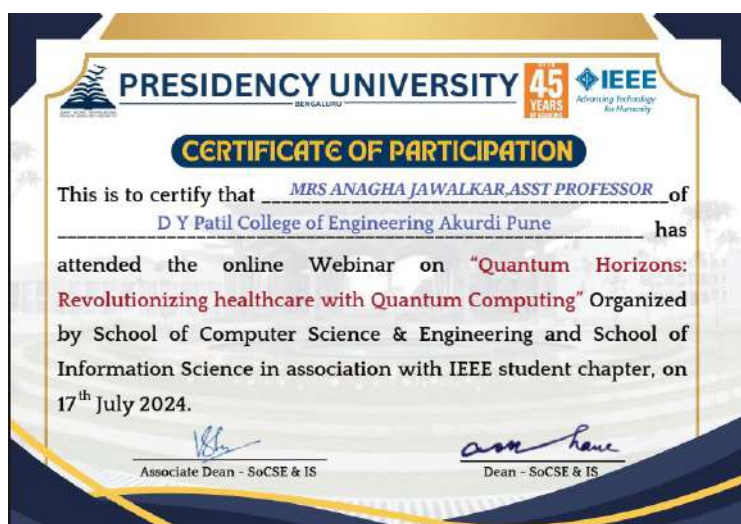 PRESIDENCY UNIVERSITY
BENGALURU
45
YEARS
IEEE
Advancing Technology
for Humanity
CERTIFICATE OF PARTICIPATION
This is to certify that MRS ANAGHA JAWALKAR,ASST PROFESSOR of
D Y Patil College of Engineering Akurdi Pune has
attended the online Webinar on "Quantum Horizons:
Revolutionizing healthcare with Quantum Computing" Organized
by School of Computer Science & Engineering and School of
Information Science in association with IEEE student chapter, on
17th July 2024.
Associate Dean - SoCSE & IS
Dean - SoCSE & IS